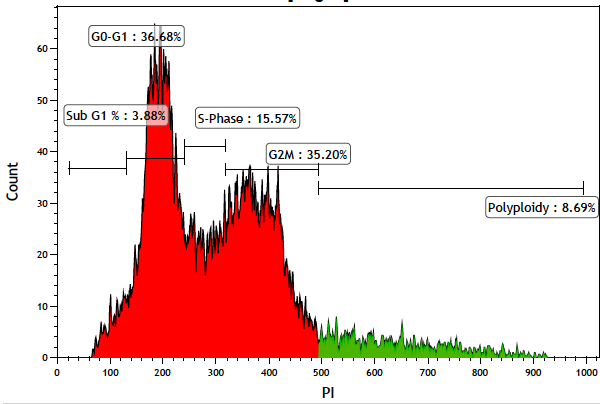 G0-G1 : 36.68%
Sub G1 % : 3.88%
S-Phase : 15.57%
G2M : 35.20%
Polyploidy : 8.69%
Count
60
50
40
30
20
10
0
0 100 200 300 400 500 600 700 800 900 1000
PI